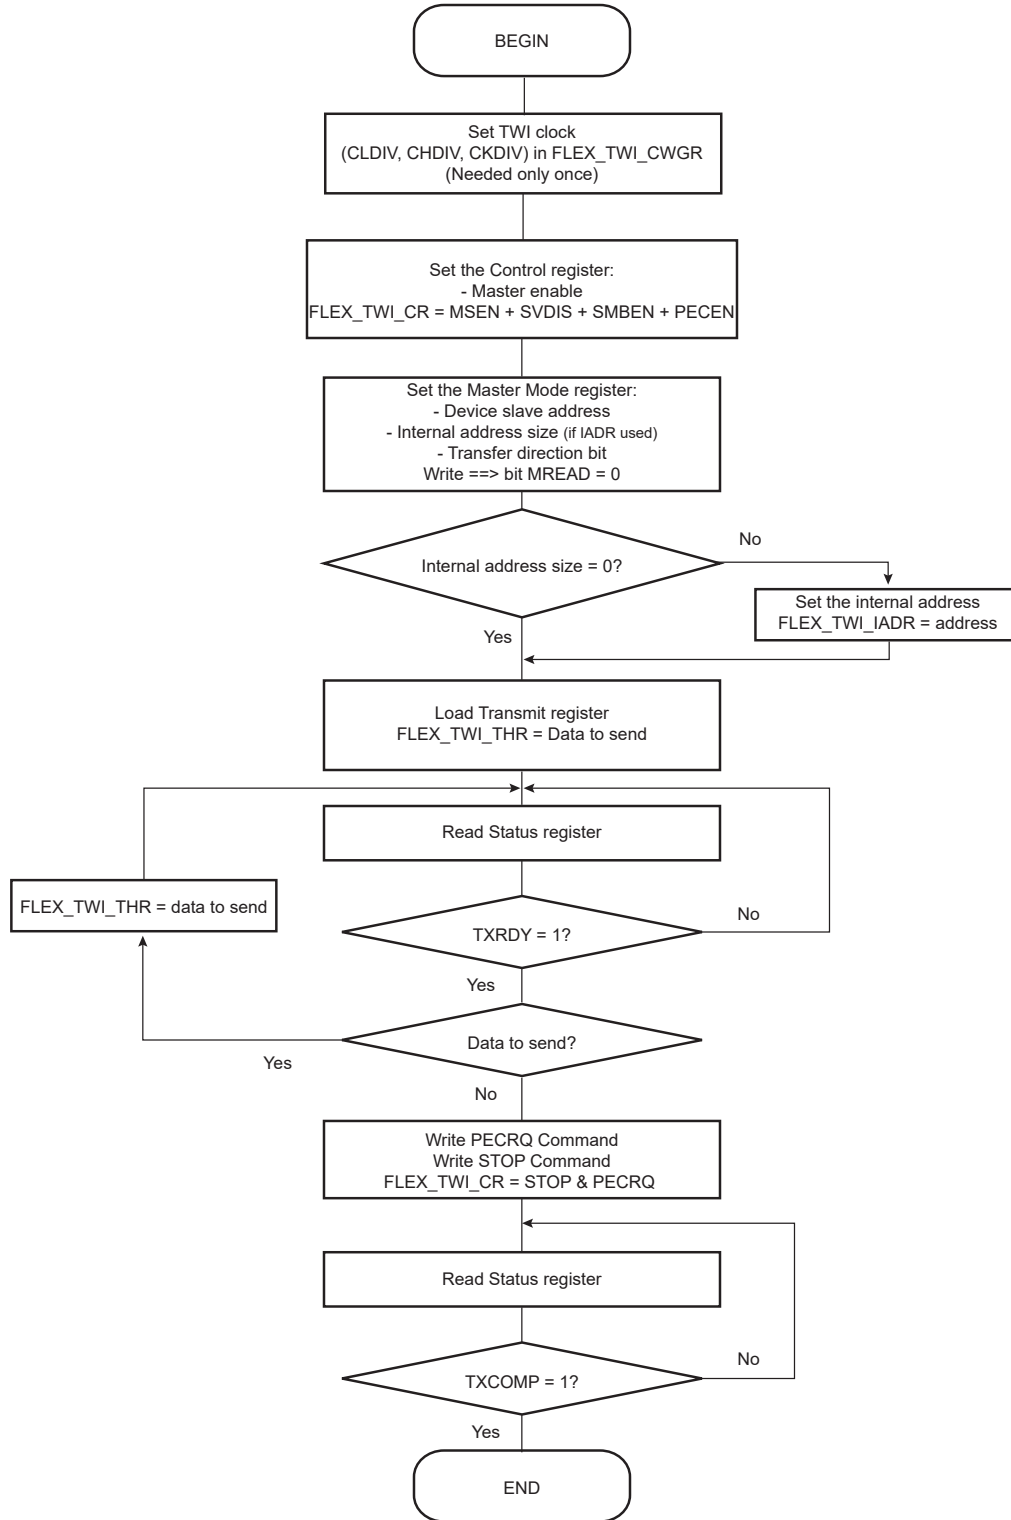 BEGIN
Set TWI clock
(CLDIV, CHDIV, CKDIV) in FLEX_TWI_CWGR
(Needed only once)
Set the Control register:
- Master enable
FLEX_TWI_CR = MSEN + SVDIS + SMBEN + PECEN
Set the Master Mode register:
- Device slave address
- Internal address size (if IADR used)
- Transfer direction bit
Write ==> bit MREAD = 0
No
Internal address size = 0?
Set the internal address
FLEX_TWI_IADR = address
Yes
Load Transmit register
FLEX_TWI_THR = Data to send
Read Status register
FLEX_TWI_THR = data to send
No
TXRDY = 1?
Yes
Data to send?
Yes
No
Write PECRQ Command
Write STOP Command
FLEX_TWI_CR = STOP & PECRQ
Read Status register
No
TXCOMP = 1?
Yes
END